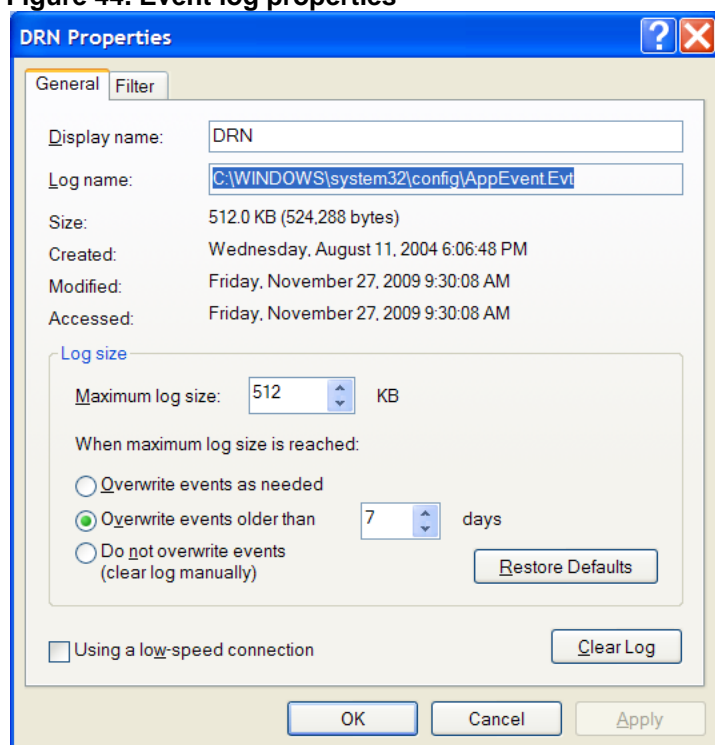 Figure 44. Event log properties
DRN Properties
General Filter
Display name: DRN
Log name: C:\WINDOWS\system32\config\AppEvent.Evt
Size: 512.0 KB (524,288 bytes)
Created: Wednesday, August 11, 2004 6:06:48 PM
Modified: Friday, November 27, 2009 9:30:08 AM
Accessed: Friday, November 27, 2009 9:30:08 AM
Log size
Maximum log size: 512 KB
When maximum log size is reached:
Overwrite events as needed
Overwrite events older than 7 days
Do not overwrite events
(clear log manually)
Restore Defaults
Using a low-speed connection
Clear Log
OK Cancel Apply